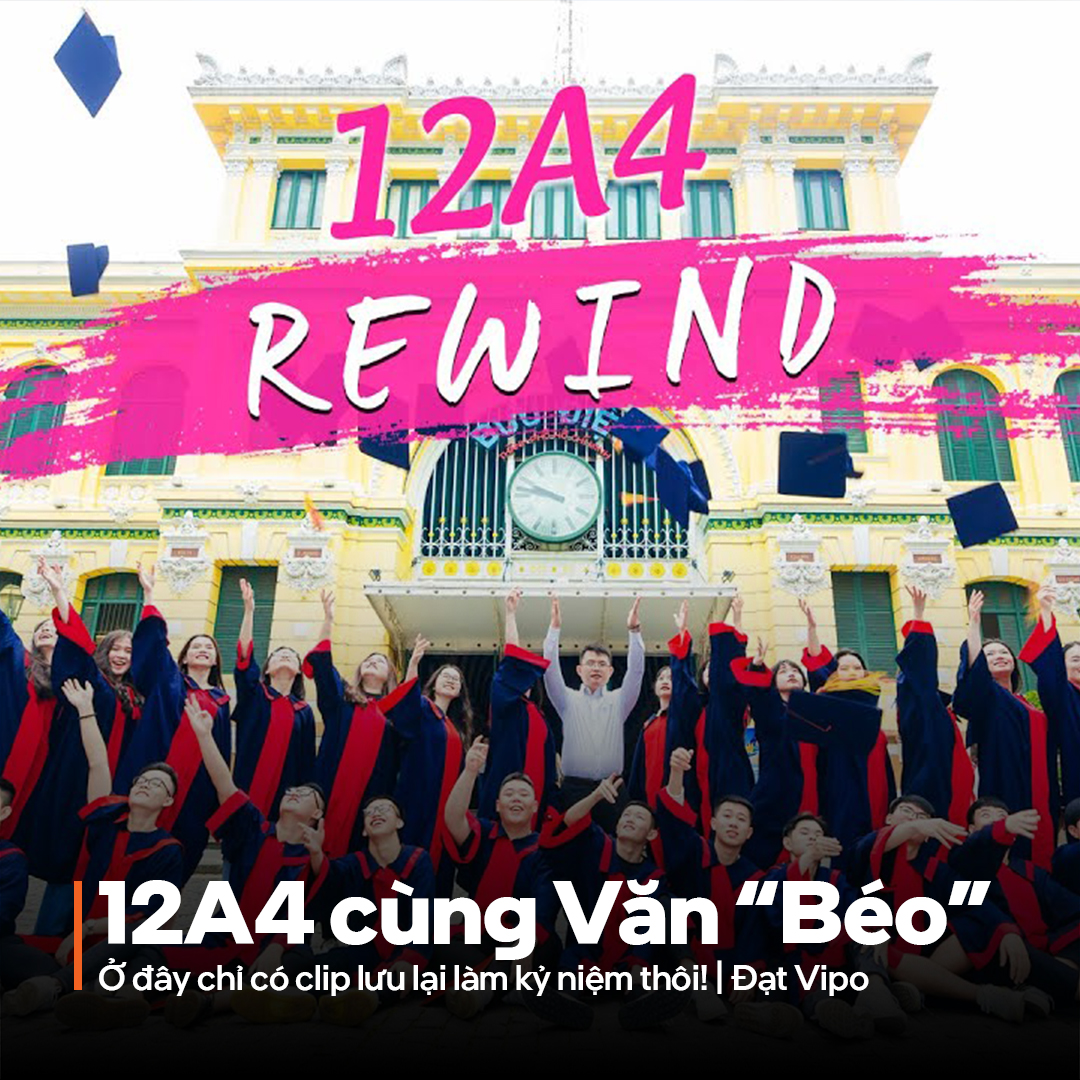 12A4
REWIND
12A4 cùng Văn “Béo”
Ở đây chỉ có clip lưu lại làm kỷ niệm thôi! | Đạt Vipo